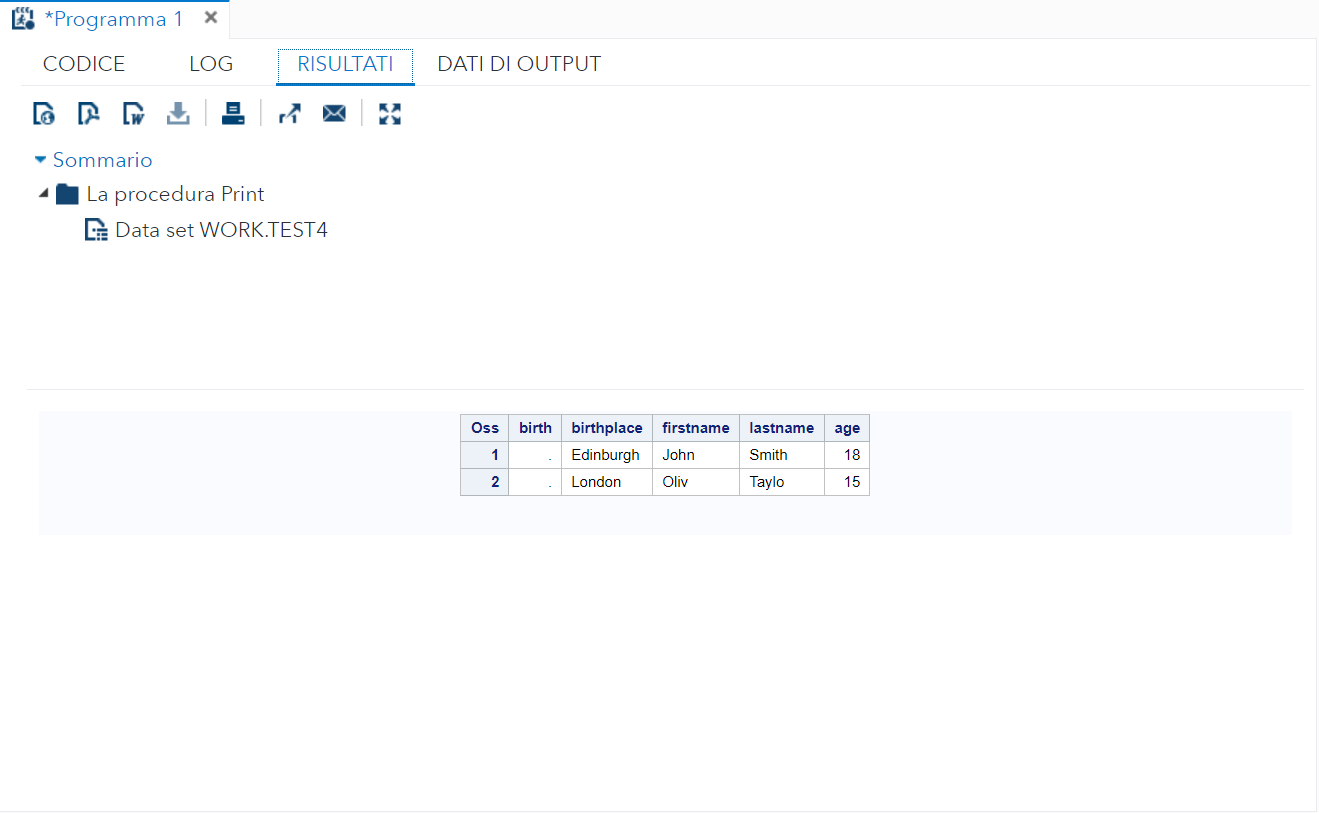 *Programma 1
CODICE LOG RISULTATI DATI DI OUTPUT
Sommario
La procedura Print
Data set WORK.TEST4
Oss birth birthplace firstname lastname age
1 . Edinburgh John Smith 18
2 . London Oliv Taylo 15